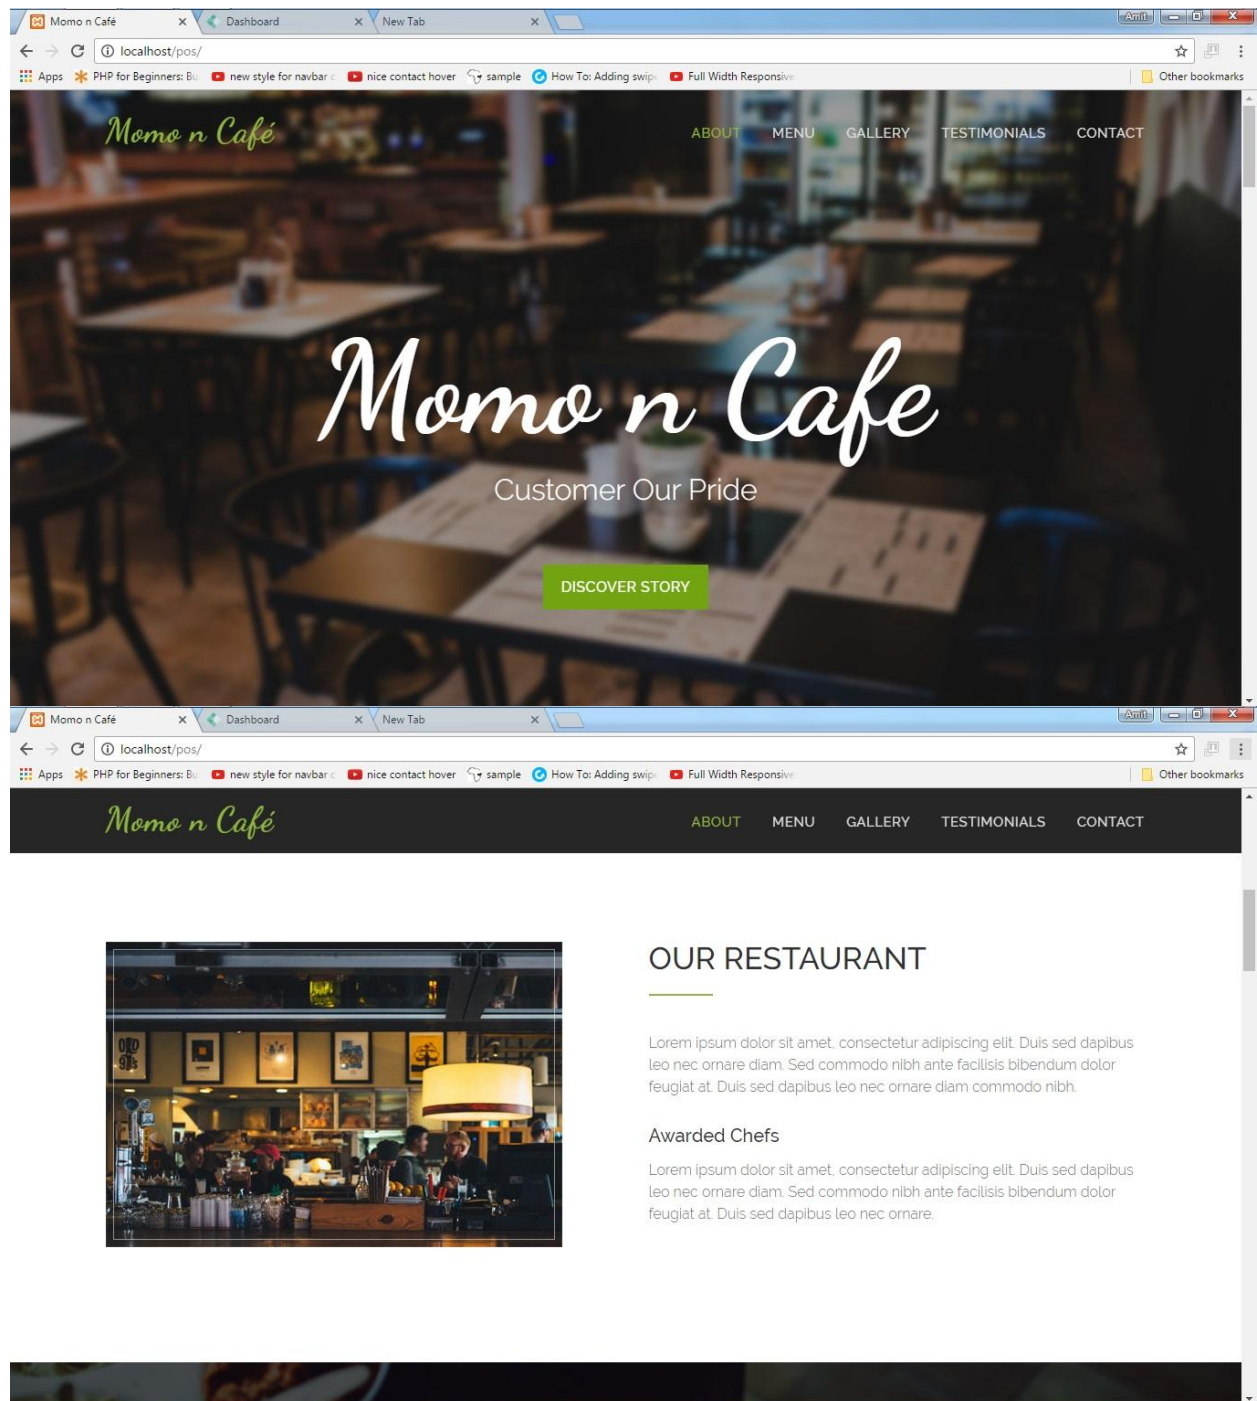 Momo n Café
Dashboard
New Tab
Amit
localhost/pos/
Apps PHP for Beginners: Bu new style for navbar c nice contact hover sample How To: Adding swip Full Width Responsive Other bookmarks
Momo n Café ABOUT MENU GALLERY TESTIMONIALS CONTACT
Momo n Cafe
Customer Our Pride
DISCOVER STORY
Momo n Café
Dashboard
New Tab
Amit
localhost/pos/
Apps PHP for Beginners: Bu new style for navbar c nice contact hover sample How To: Adding swip Full Width Responsive Other bookmarks
Momo n Café ABOUT MENU GALLERY TESTIMONIALS CONTACT
OLD
OUR RESTAURANT
Lorem ipsum dolor sit amet, consectetur adipiscing elit. Duis sed dapibus
leo nec ornare diam. Sed commodo nibh ante facilisis bibendum dolor
feugiat at. Duis sed dapibus leo nec ornare diam commodo nibh.
Awarded Chefs
Lorem ipsum dolor sit amet, consectetur adipiscing elit. Duis sed dapibus
leo nec ornare diam. Sed commodo nibh ante facilisis bibendum dolor
feugiat at. Duis sed dapibus leo nec ornare.